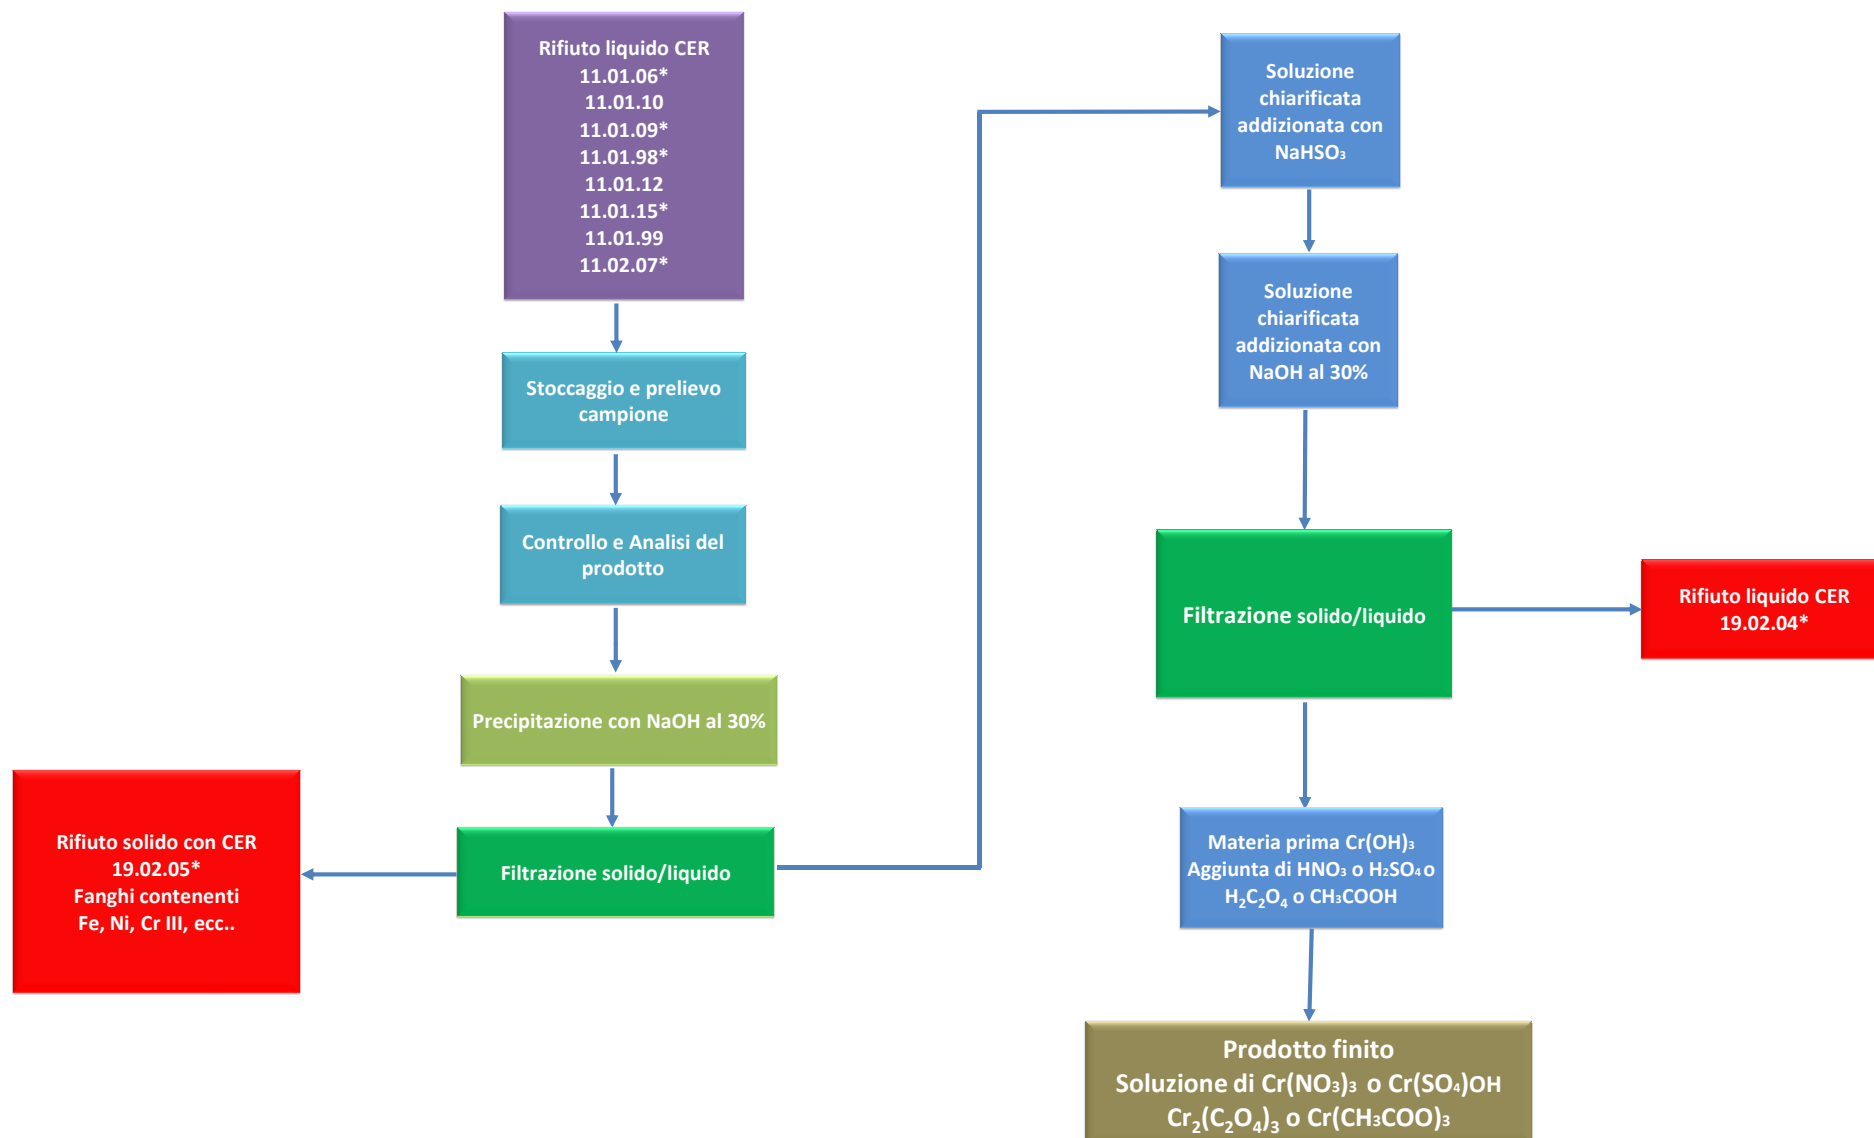 Rifiuto liquido CER
11.01.06*
11.01.10
11.01.09*
11.01.98*
11.01.12
11.01.15*
11.01.99
11.02.07*
Stoccaggio e prelievo
campione
Controllo e Analisi del
prodotto
Precipitazione con NaOH al 30%
Filtrazione solido/liquido
Rifiuto solido con CER
19.02.05*
Fanghi contenenti
Fe, Ni, Cr III, ecc..
Soluzione
chiarificata
addizionata con
NaHSO₃
Soluzione
chiarificata
addizionata con
NaOH al 30%
Filtrazione solido/liquido
Rifiuto liquido CER
19.02.04*
Materia prima Cr(OH)₃
Aggiunta di HNO₃ o H₂SO₄ o
H₂C₂O₄ o CH₃COOH
Prodotto finito
Soluzione di Cr(NO₃)₃ o Cr(SO₄)OH
Cr₂(C₂O₄)₃ o Cr(CH₃COO)₃